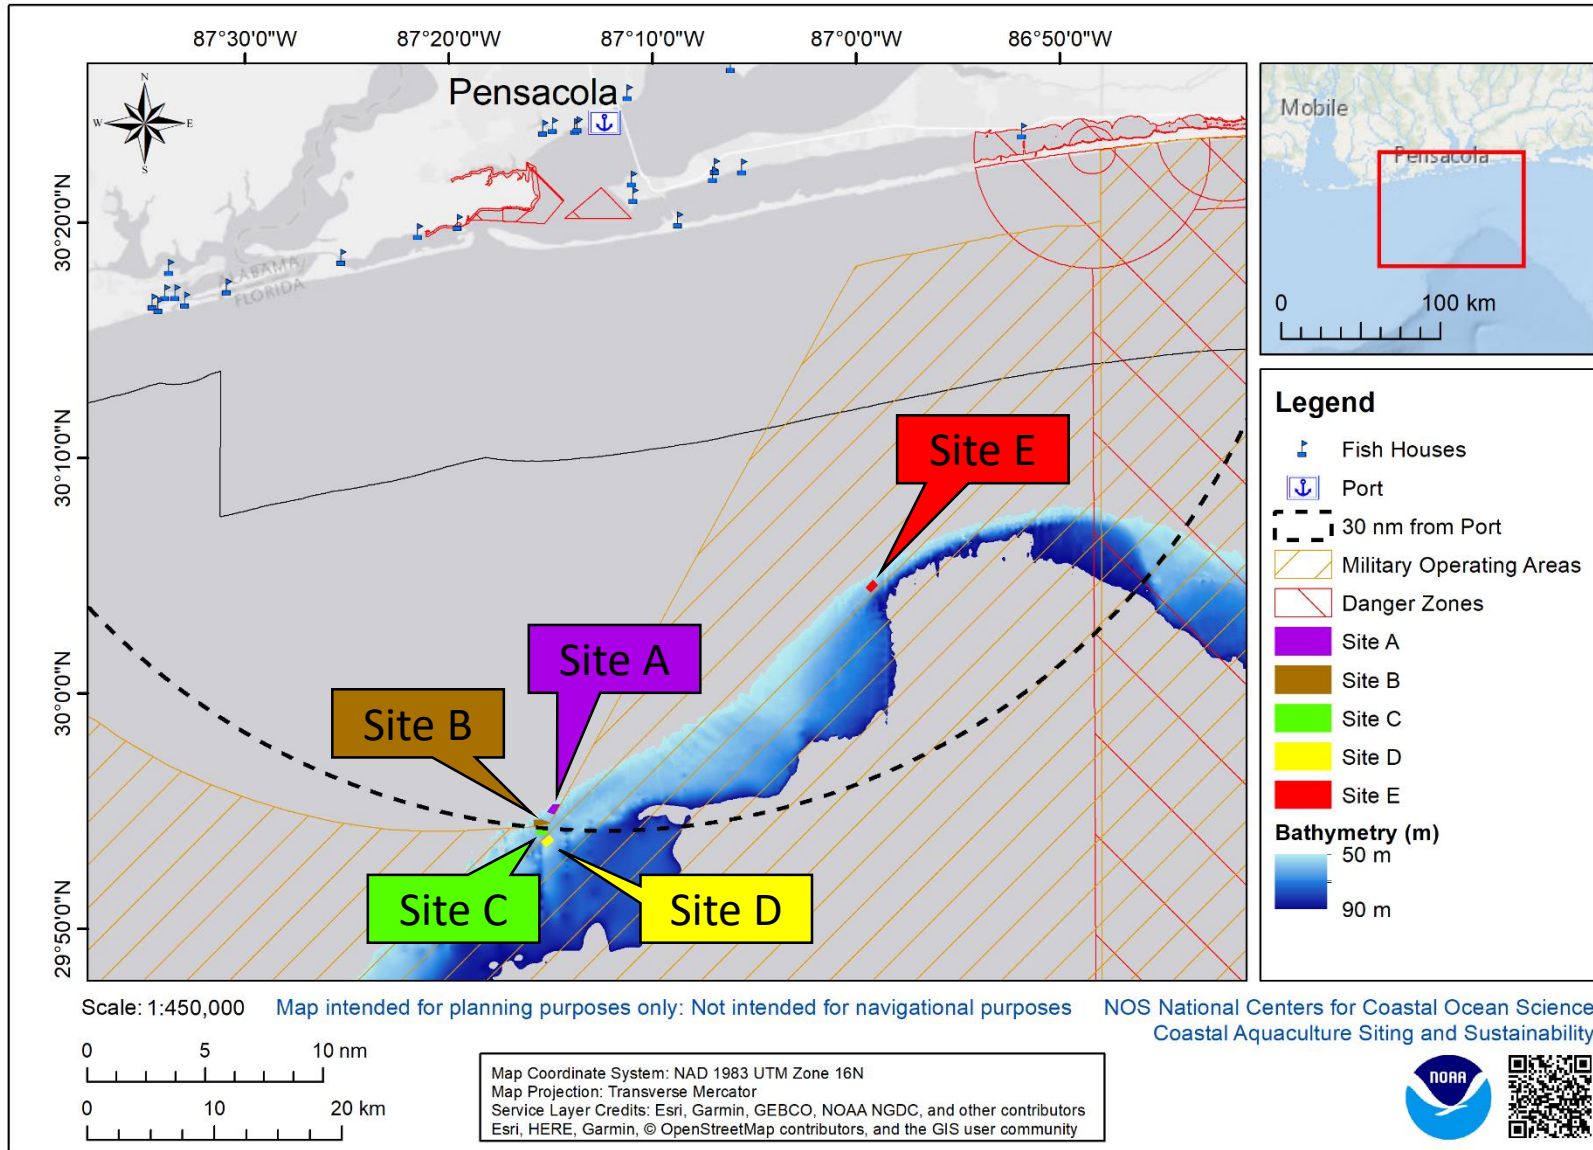 87°30'0"W
87°20'0"W
87°10'0"W
87°0'0"W
86°50'0"W
N
W
E
S
Pensacola
30°20'0"N
30°10'0"N
30°0'0"N
29°50'0"N
ALABAMA
FLORIDA
Site E
Site A
Site B
Site C
Site D
Mobile
Pensacola
0
100 km
Legend
Fish Houses
Port
30 nm from Port
Military Operating Areas
Danger Zones
Site A
Site B
Site C
Site D
Site E
Bathymetry (m)
50 m
90 m
Scale: 1:450,000
Map intended for planning purposes only: Not intended for navigational purposes
NOS National Centers for Coastal Ocean Science
Coastal Aquaculture Siting and Sustainability
0 5 10 nm
0 10 20 km
Map Coordinate System: NAD 1983 UTM Zone 16N
Map Projection: Transverse Mercator
Service Layer Credits: Esri, Garmin, GEBCO, NOAA NGDC, and other contributors
Esri, HERE, Garmin, © OpenStreetMap contributors, and the GIS user community
NOAA